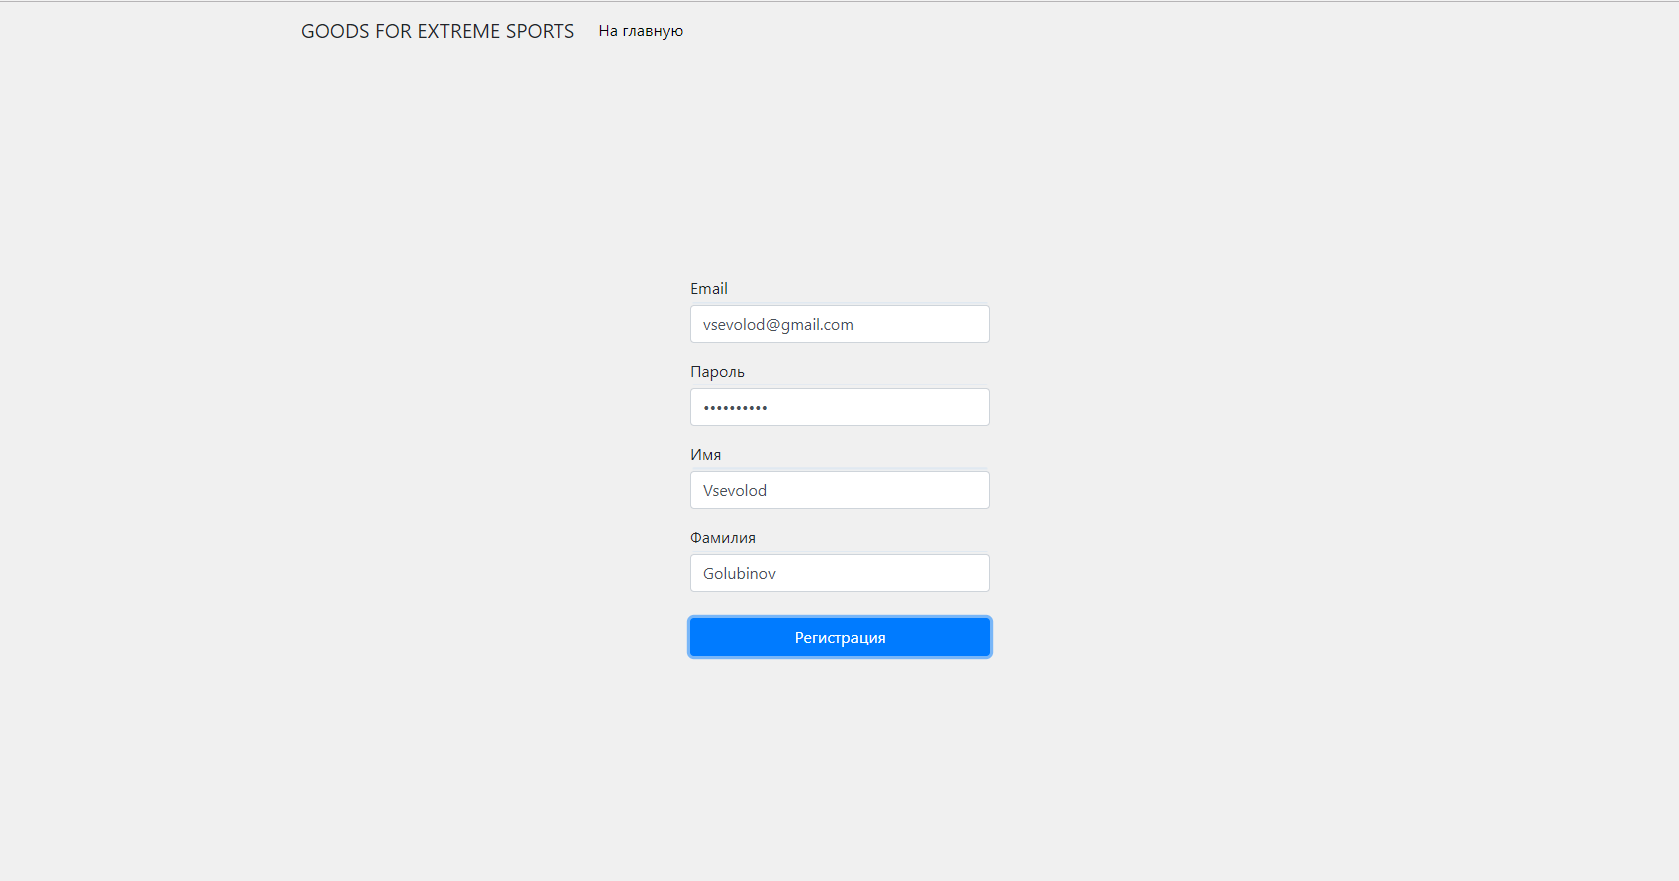 GOODS FOR EXTREME SPORTS На главную
Email
vsevolod@gmail.com
Пароль
••••••••••
Имя
Vsevolod
Фамилия
Golubinov
Регистрация